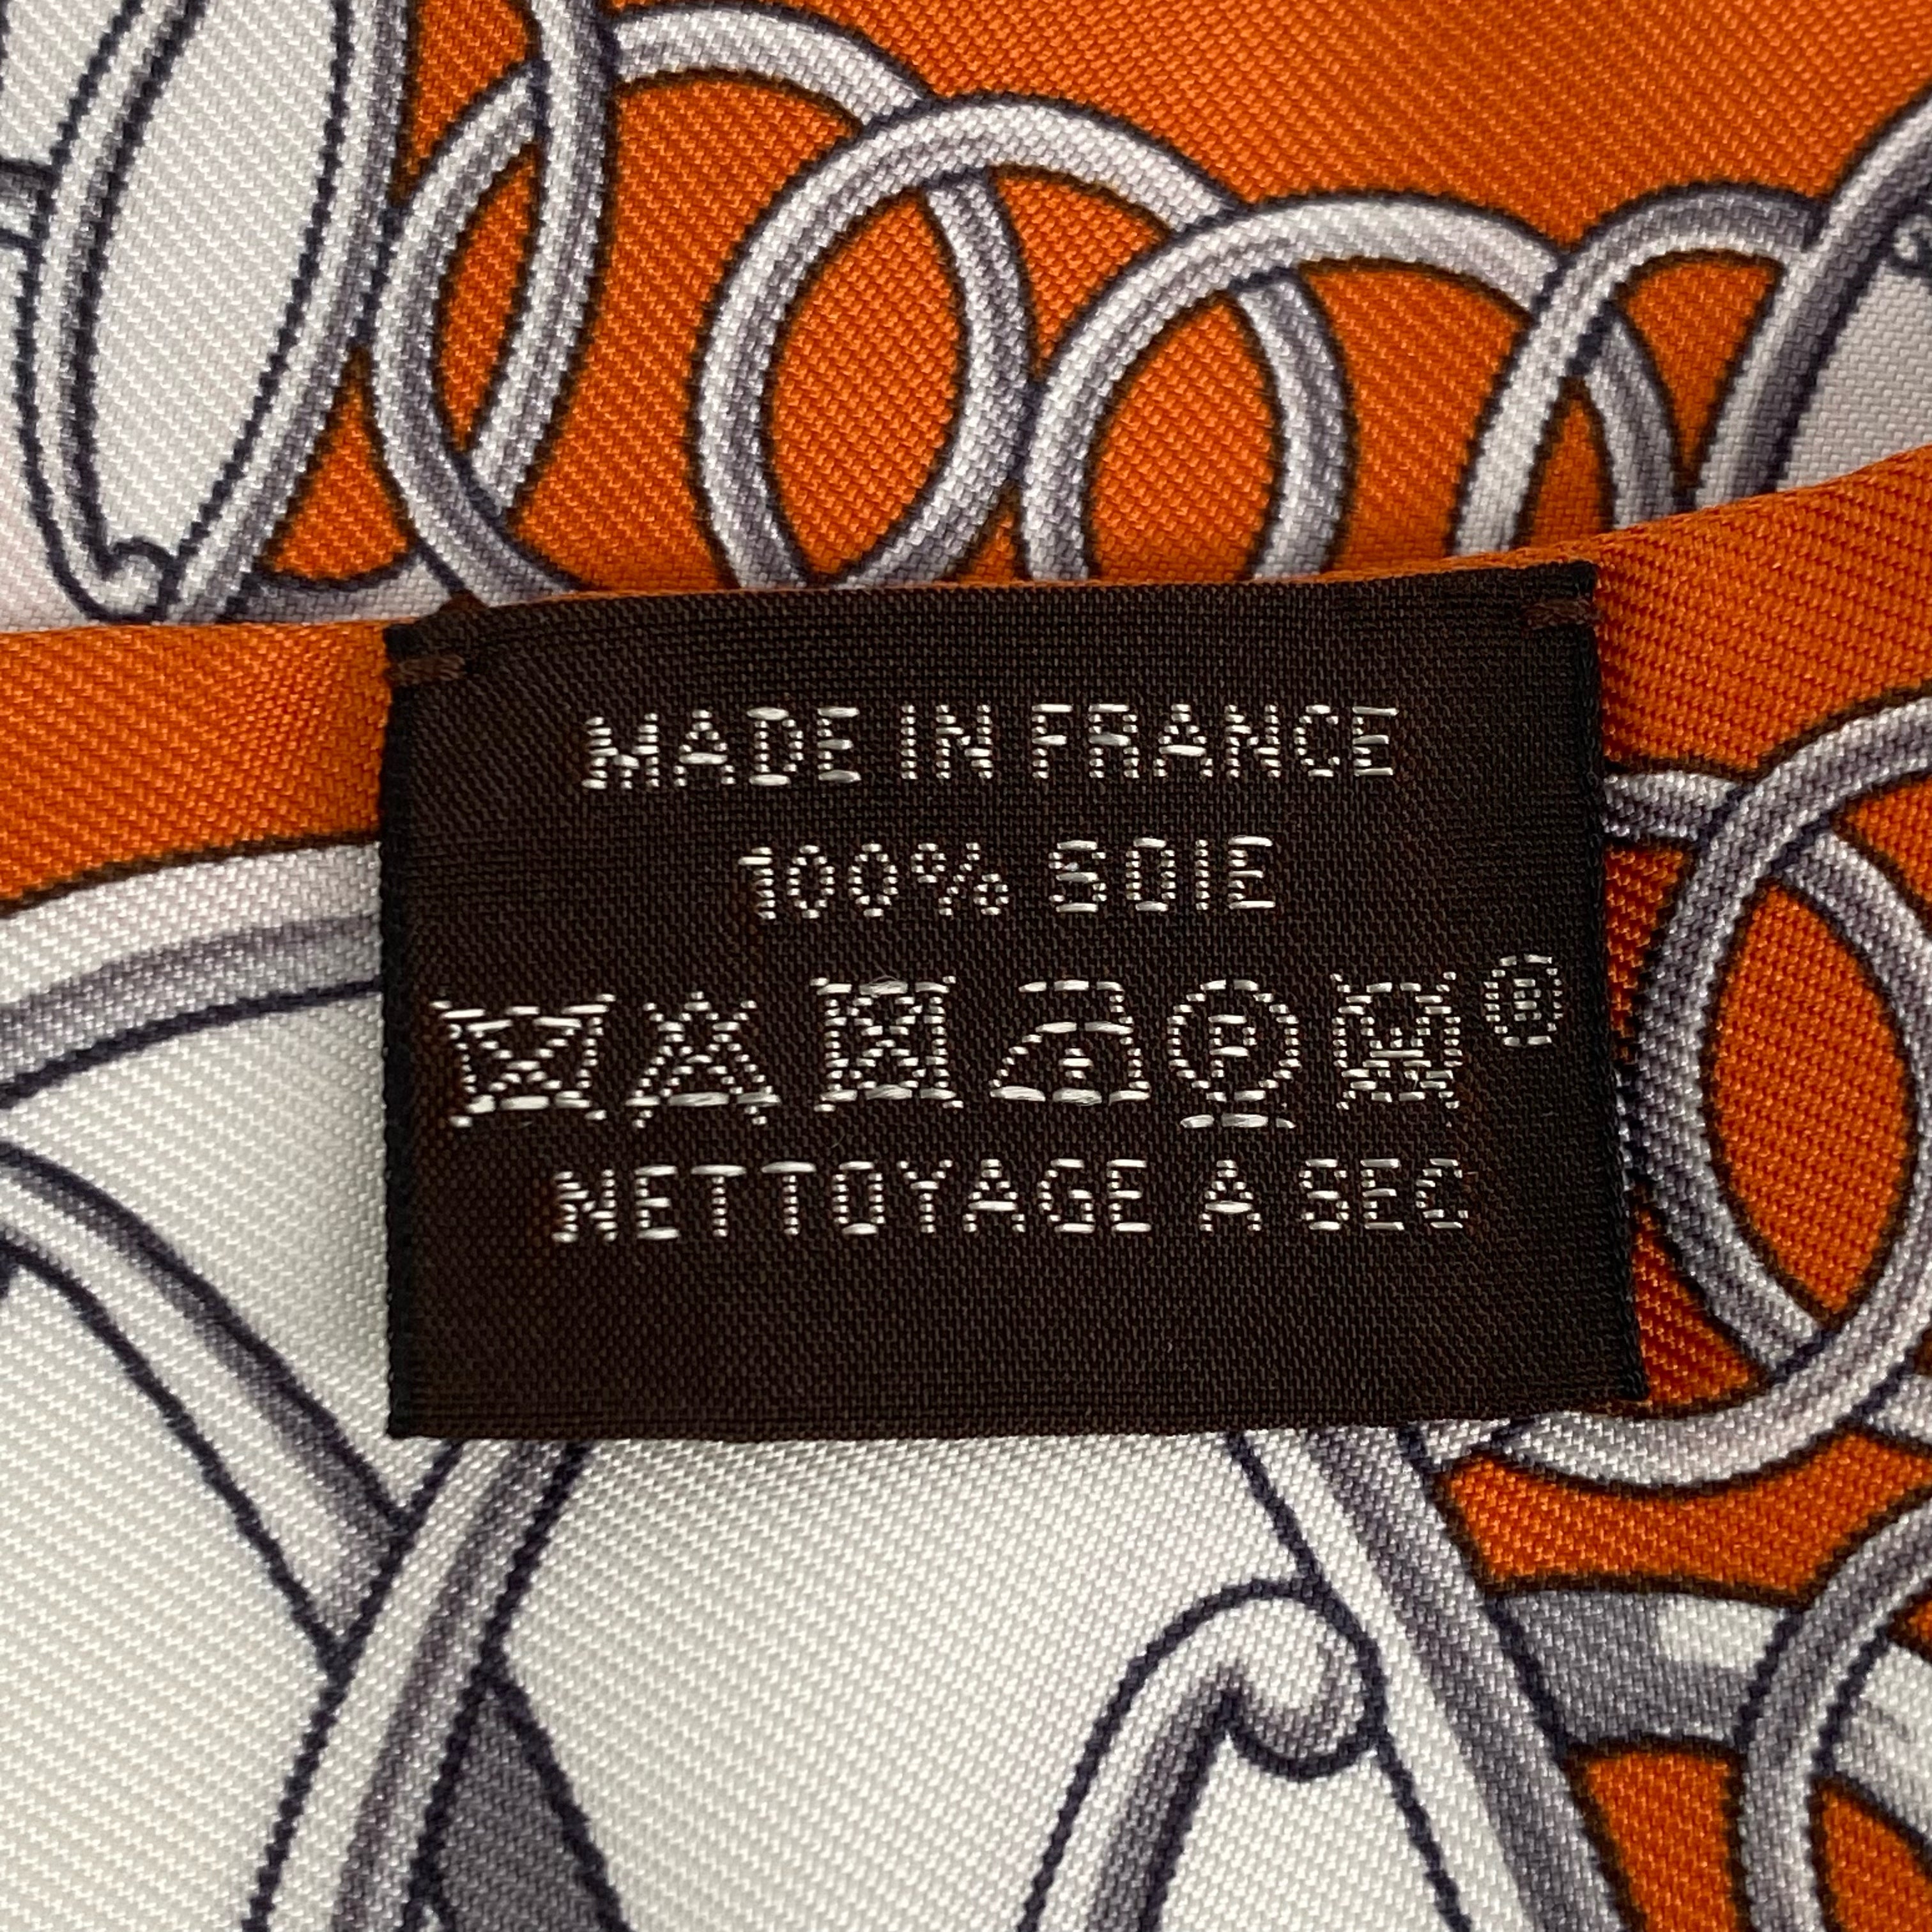 MADE IN FRANCE
100% SOIE
P W ®
NETTOYAGE A SEC